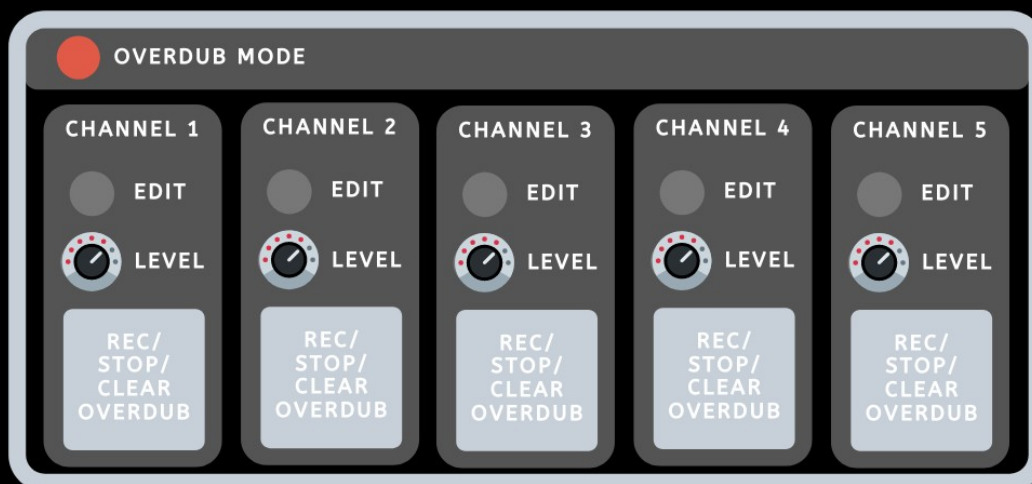 OVERDUB MODE
CHANNEL 1
EDIT
LEVEL
REC/
STOP/
CLEAR
OVERDUB
CHANNEL 2
EDIT
LEVEL
REC/
STOP/
CLEAR
OVERDUB
CHANNEL 3
EDIT
LEVEL
REC/
STOP/
CLEAR
OVERDUB
CHANNEL 4
EDIT
LEVEL
REC/
STOP/
CLEAR
OVERDUB
CHANNEL 5
EDIT
LEVEL
REC/
STOP/
CLEAR
OVERDUB